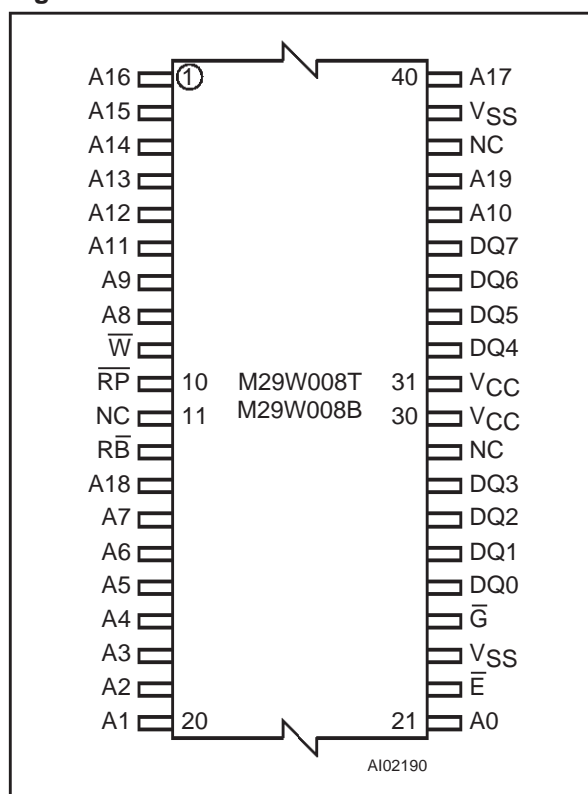 A16 1 40 A17
A15 VSS
A14 NC
A13 A19
A12 A10
A11 DQ7
A9 DQ6
A8 DQ5
W̅ DQ4
R̅P̅ 10 M29W008T 31 VCC
NC 11 M29W008B 30 VCC
RB̅ NC
A18 DQ3
A7 DQ2
A6 DQ1
A5 DQ0
A4 G̅
A3 VSS
A2 E̅
A1 20 21 A0
AI02190